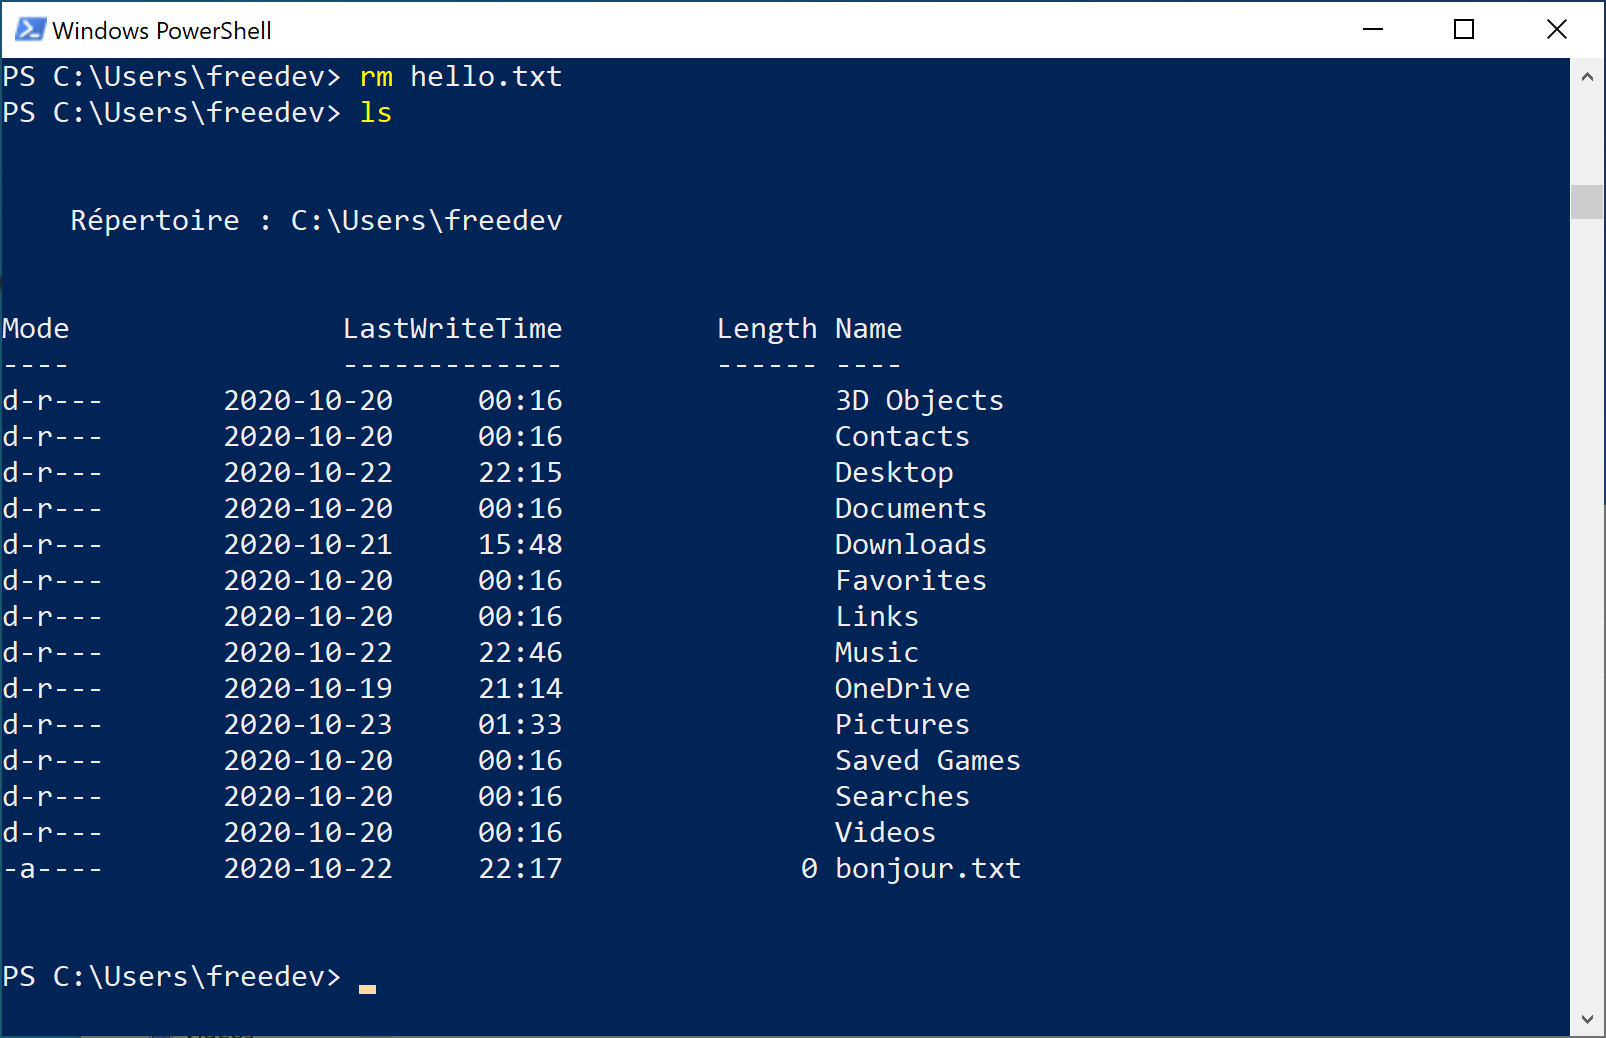 Windows PowerShell
PS C:\Users\freedev> rm hello.txt
PS C:\Users\freedev> ls
Répertoire : C:\Users\freedev
Mode                LastWriteTime         Length Name
----                -------------         ------ ----
d-r---       2020-10-20     00:16                3D Objects
d-r---       2020-10-20     00:16                Contacts
d-r---       2020-10-22     22:15                Desktop
d-r---       2020-10-20     00:16                Documents
d-r---       2020-10-21     15:48                Downloads
d-r---       2020-10-20     00:16                Favorites
d-r---       2020-10-20     00:16                Links
d-r---       2020-10-22     22:46                Music
d-r---       2020-10-19     21:14                OneDrive
d-r---       2020-10-23     01:33                Pictures
d-r---       2020-10-20     00:16                Saved Games
d-r---       2020-10-20     00:16                Searches
d-r---       2020-10-20     00:16                Videos
-a----       2020-10-22     22:17              0 bonjour.txt
PS C:\Users\freedev>